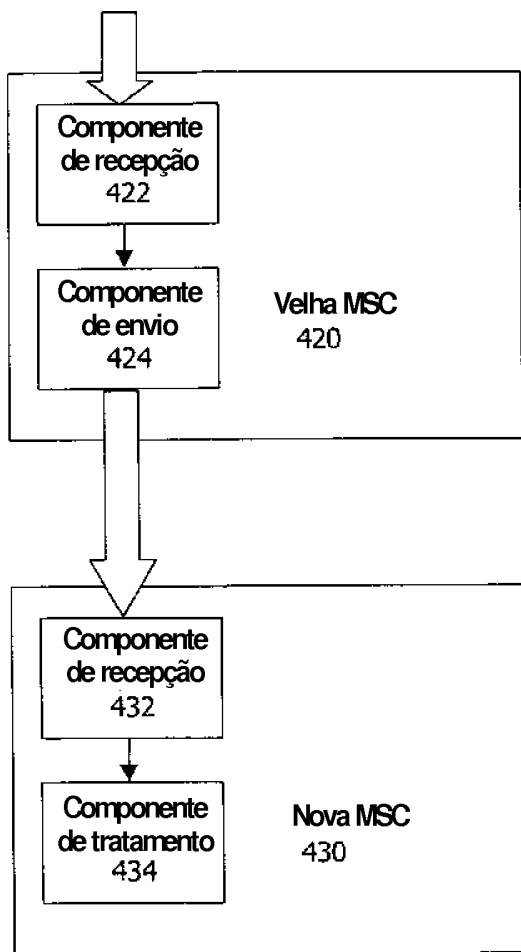 Componente
de recepção
422
Componente
de envio
424
Velha MSC
420
Componente
de recepção
432
Componente
de tratamento
434
Nova MSC
430